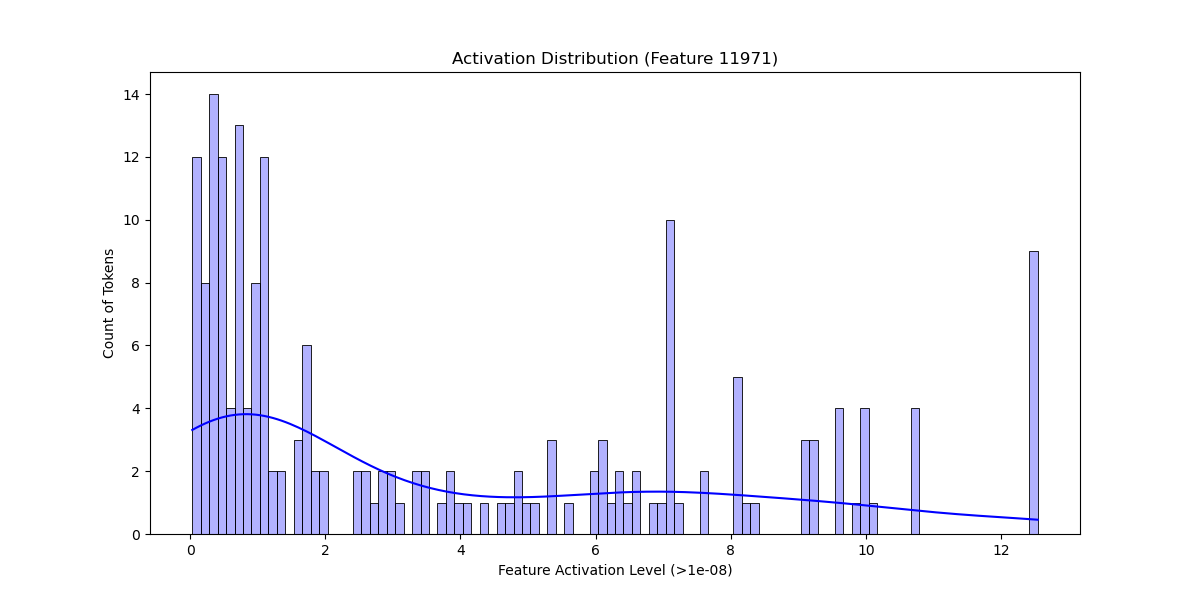 Activation Distribution (Feature 11971)
14
12
10
8
6
4
2
0
Count of Tokens
0 2 4 6 8 10 12
Feature Activation Level (>1e-08)